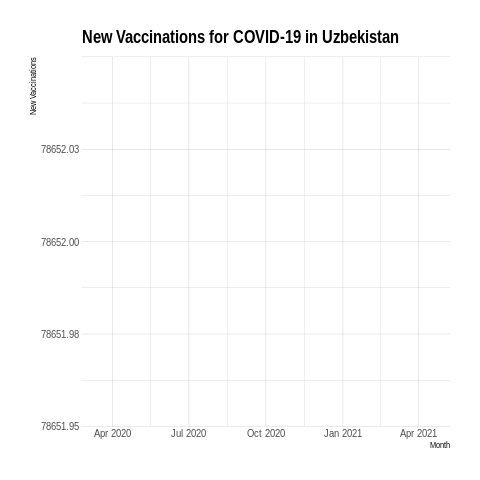 New Vaccinations for COVID-19 in Uzbekistan
New Vaccinations
78652.03
78652.00
78651.98
78651.95
Apr 2020
Jul 2020
Oct 2020
Jan 2021
Apr 2021
Month